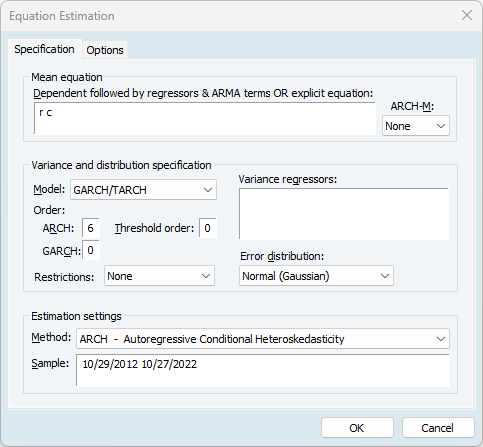 Equation Estimation
Specification Options
Mean equation
Dependent followed by regressors & ARMA terms OR explicit equation:
r c
ARCH-M:
None
Variance and distribution specification
Model: GARCH/TARCH
Order:
ARCH: 6 Threshold order: 0
GARCH: 0
Restrictions: None
Variance regressors:
Error distribution:
Normal (Gaussian)
Estimation settings
Method: ARCH - Autoregressive Conditional Heteroskedasticity
Sample: 10/29/2012 10/27/2022
OK Cancel